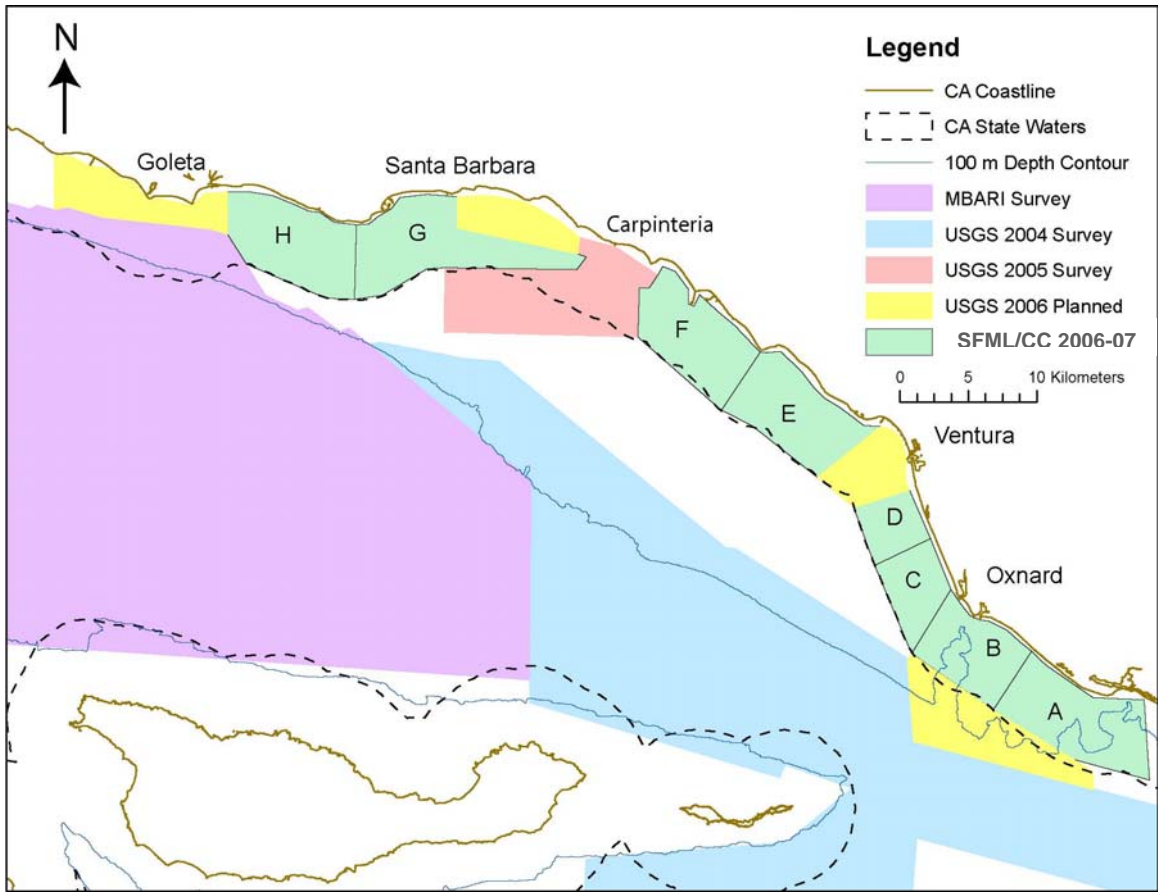 N
Legend
CA Coastline
CA State Waters
100 m Depth Contour
MBARI Survey
USGS 2004 Survey
USGS 2005 Survey
USGS 2006 Planned
SFML/CC 2006-07
0 5 10 Kilometers
Goleta
Santa Barbara
Carpinteria
H
G
F
E
Ventura
D
C
Oxnard
B
A